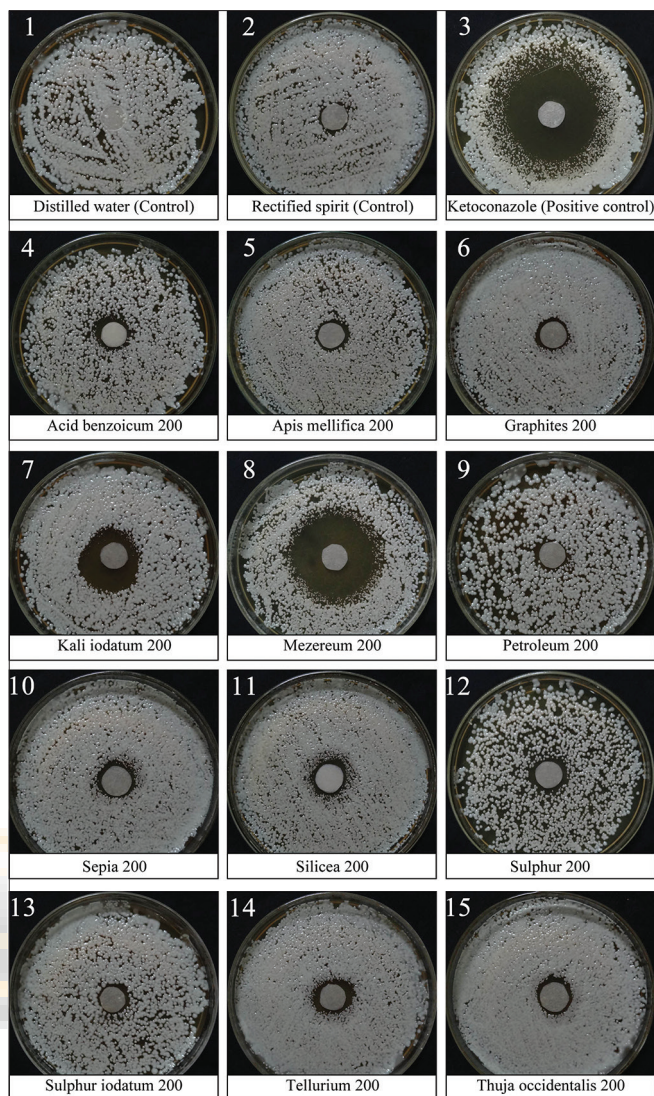 1
2
3
Distilled water (Control)
Rectified spirit (Control)
Ketoconazole (Positive control)
4
5
6
Acid benzoicum 200
Apis mellifica 200
Graphites 200
7
8
9
Kali iodatum 200
Mezereum 200
Petroleum 200
10
11
12
Sepia 200
Silicea 200
Sulphur 200
13
14
15
Sulphur iodatum 200
Tellurium 200
Thuja occidentalis 200